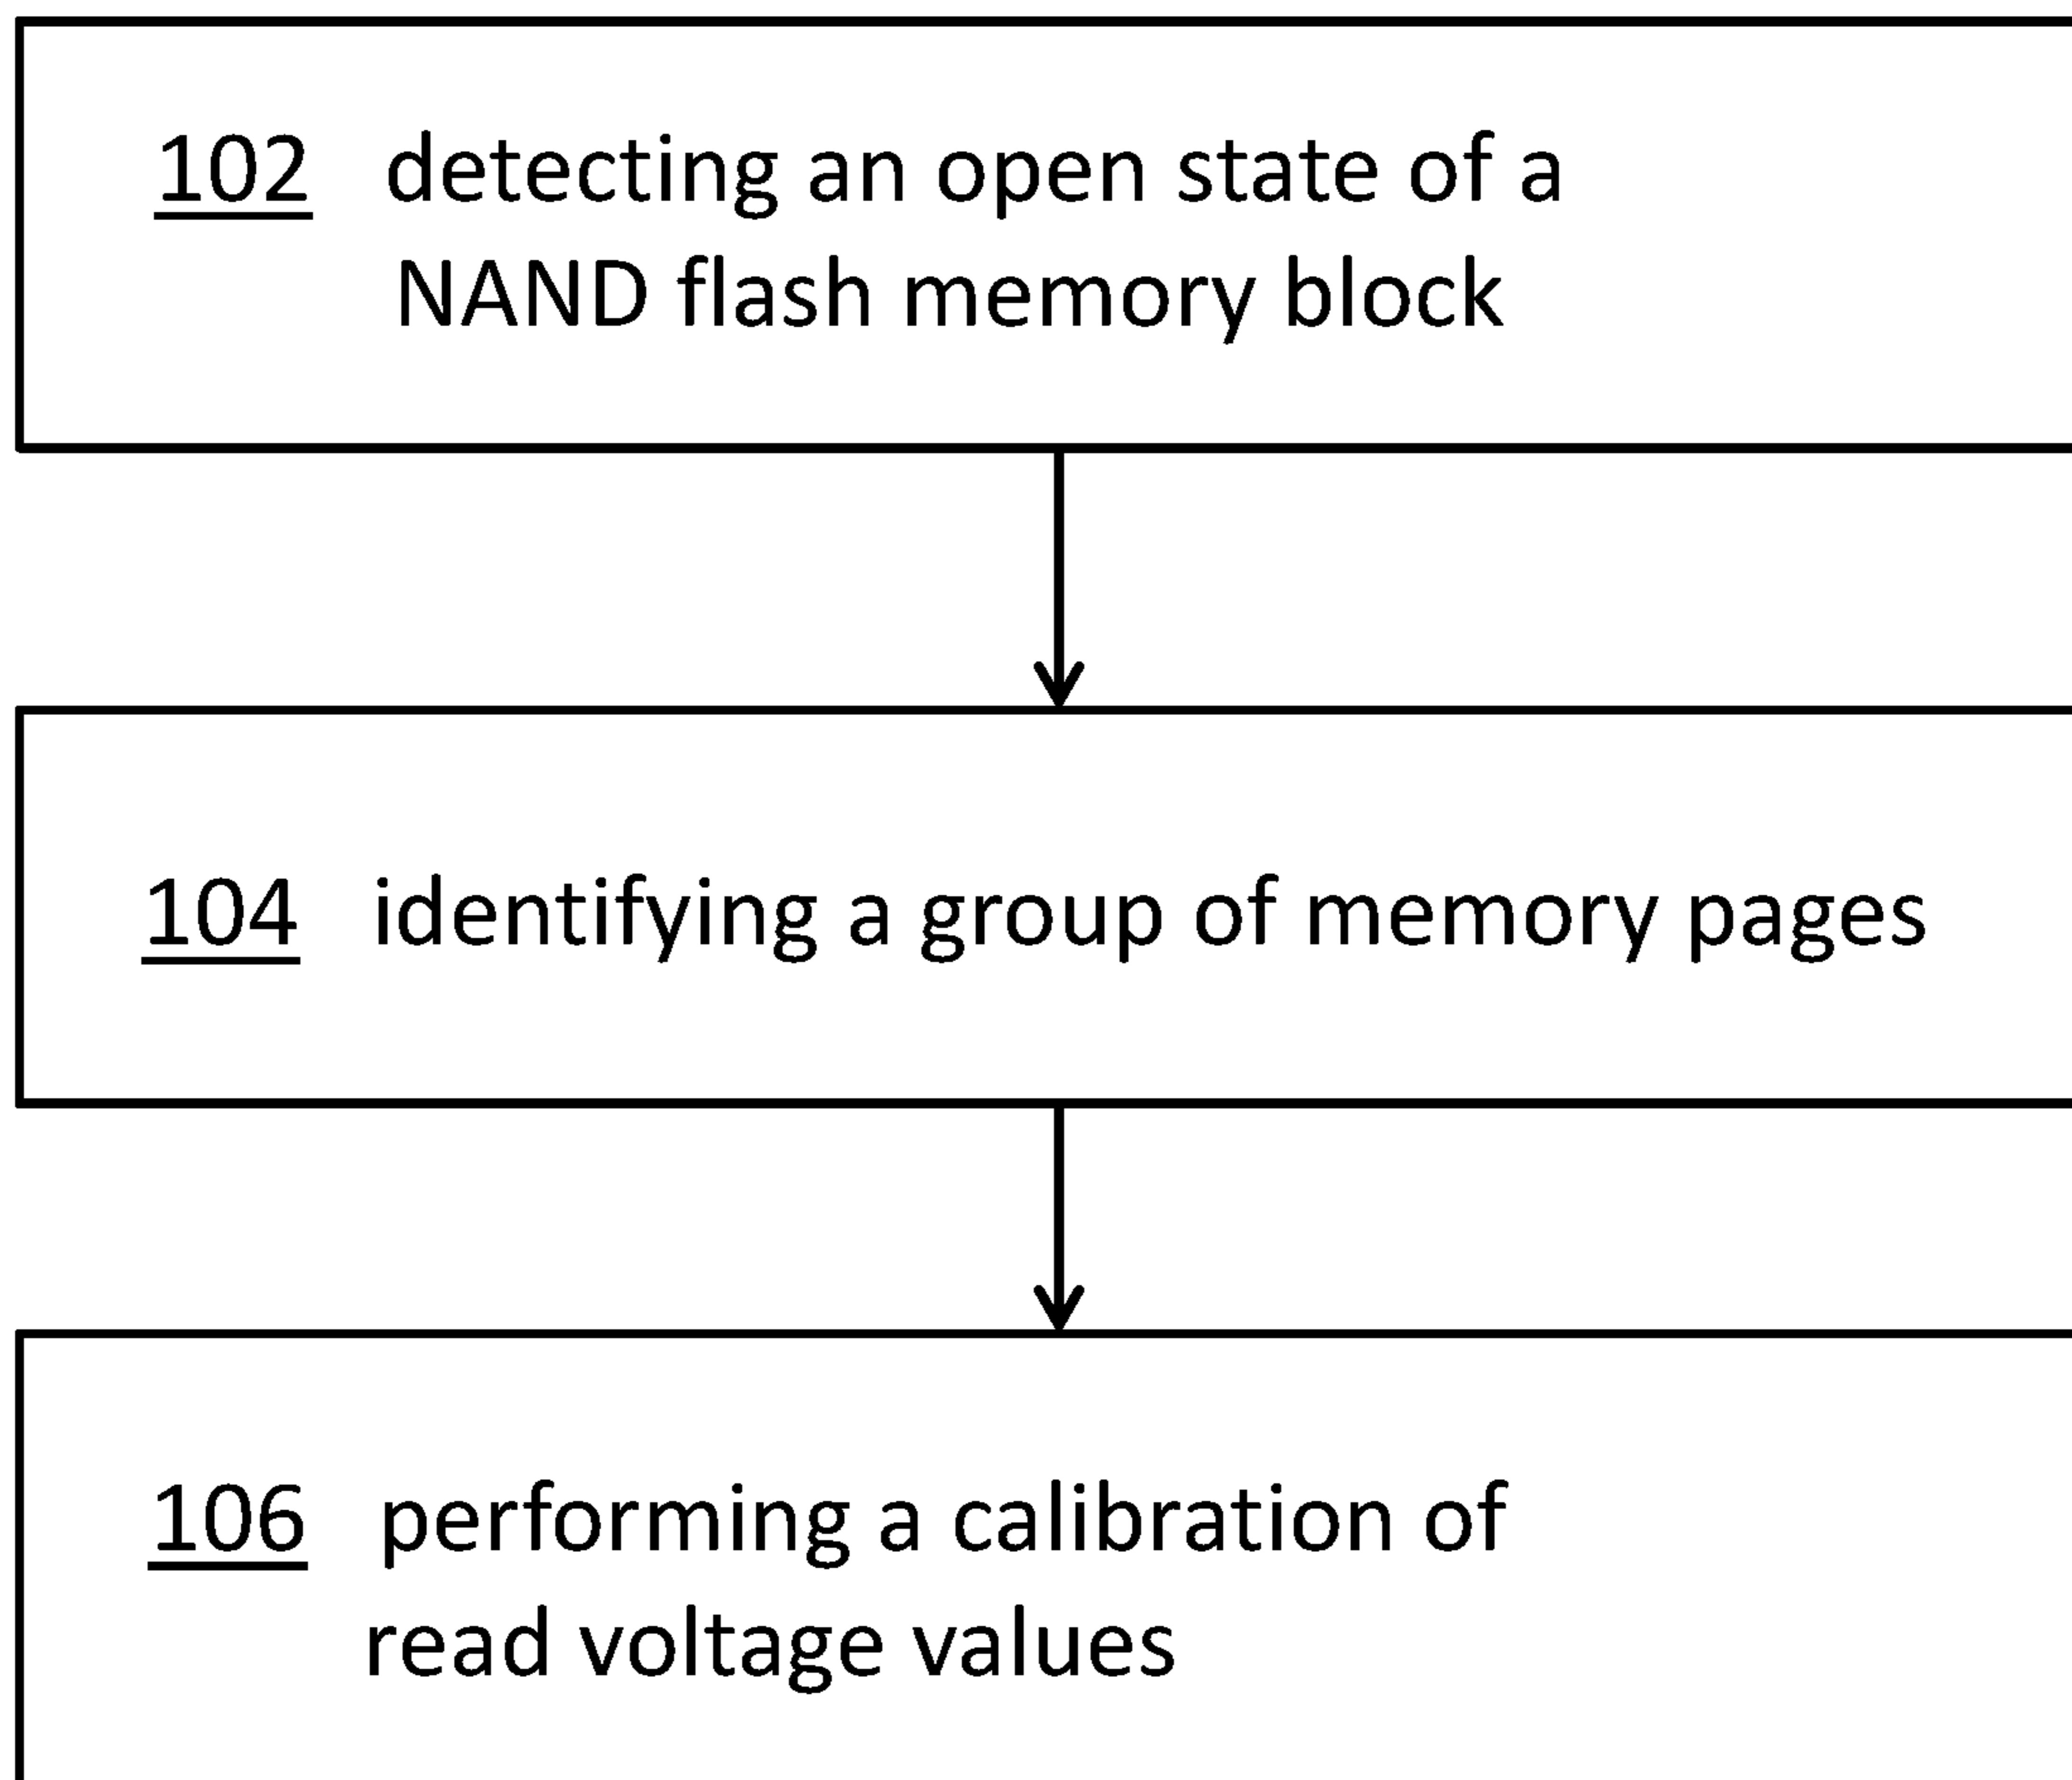 102 detecting an open state of a
NAND flash memory block
104 identifying a group of memory pages
106 performing a calibration of
read voltage values